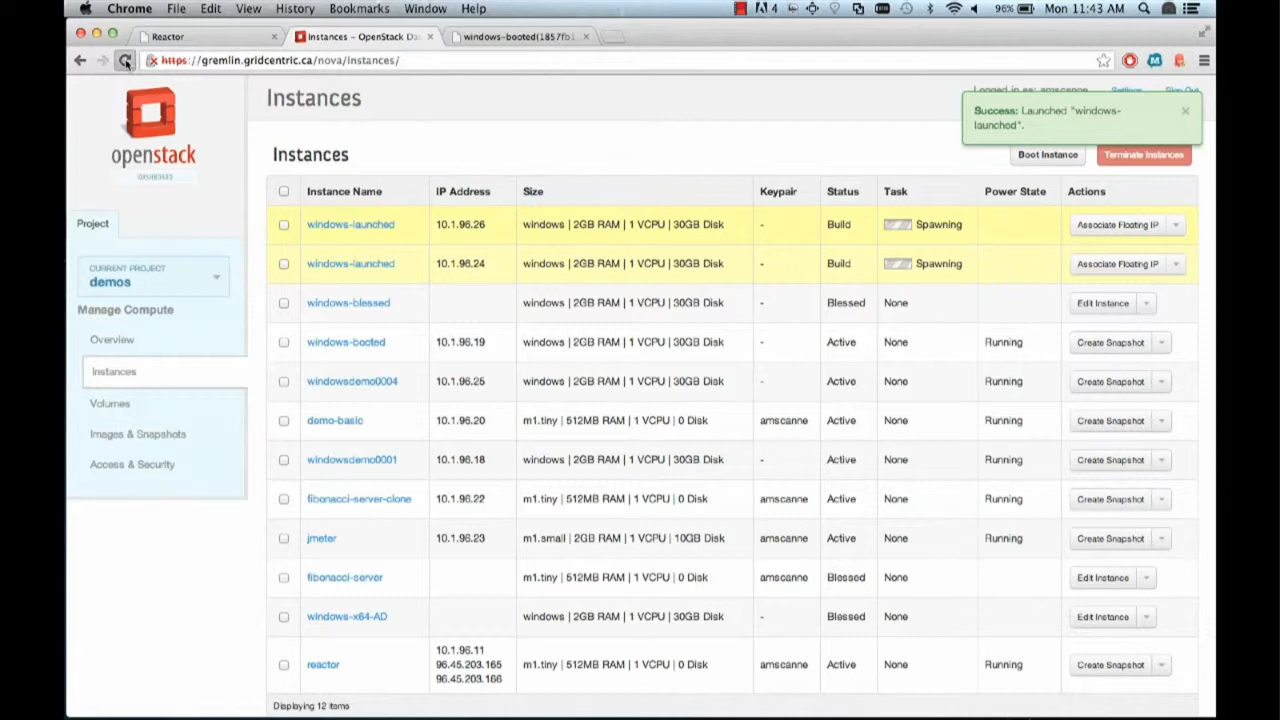 Chrome File Edit View History Bookmarks Window Help 4 96% Mon 11:43 AM
Reactor × Instances - OpenStack Da × windows-booted(1857fb1 ×
https://gremlin.gridcentric.ca/nova/instances/
openstack
DASHBOARD
Project
CURRENT PROJECT
demos
Manage Compute
Overview
Instances
Volumes
Images & Snapshots
Access & Security
Instances
Logged in as: amscanne Settings Sign Out
Success: Launched "windows-
launched". ×
Instances
Boot Instance Terminate Instances
Instance Name IP Address Size Keypair Status Task Power State Actions
windows-launched 10.1.96.26 windows | 2GB RAM | 1 VCPU | 30GB Disk - Build Spawning Associate Floating IP
windows-launched 10.1.96.24 windows | 2GB RAM | 1 VCPU | 30GB Disk - Build Spawning Associate Floating IP
windows-blessed windows | 2GB RAM | 1 VCPU | 30GB Disk - Blessed None Edit Instance
windows-booted 10.1.96.19 windows | 2GB RAM | 1 VCPU | 30GB Disk - Active None Running Create Snapshot
windowsdemo0004 10.1.96.25 windows | 2GB RAM | 1 VCPU | 30GB Disk - Active None Running Create Snapshot
demo-basic 10.1.96.20 m1.tiny | 512MB RAM | 1 VCPU | 0 Disk amscanne Active None Running Create Snapshot
windowsdemo0001 10.1.96.18 windows | 2GB RAM | 1 VCPU | 30GB Disk - Active None Running Create Snapshot
fibonacci-server-clone 10.1.96.22 m1.tiny | 512MB RAM | 1 VCPU | 0 Disk amscanne Active None Running Create Snapshot
jmeter 10.1.96.23 m1.small | 2GB RAM | 1 VCPU | 10GB Disk amscanne Active None Running Create Snapshot
fibonacci-server m1.tiny | 512MB RAM | 1 VCPU | 0 Disk amscanne Blessed None Edit Instance
windows-x64-AD windows | 2GB RAM | 1 VCPU | 30GB Disk - Blessed None Edit Instance
10.1.96.11
reactor 96.45.203.165 m1.tiny | 512MB RAM | 1 VCPU | 0 Disk amscanne Active None Running Create Snapshot
96.45.203.166
Displaying 12 items